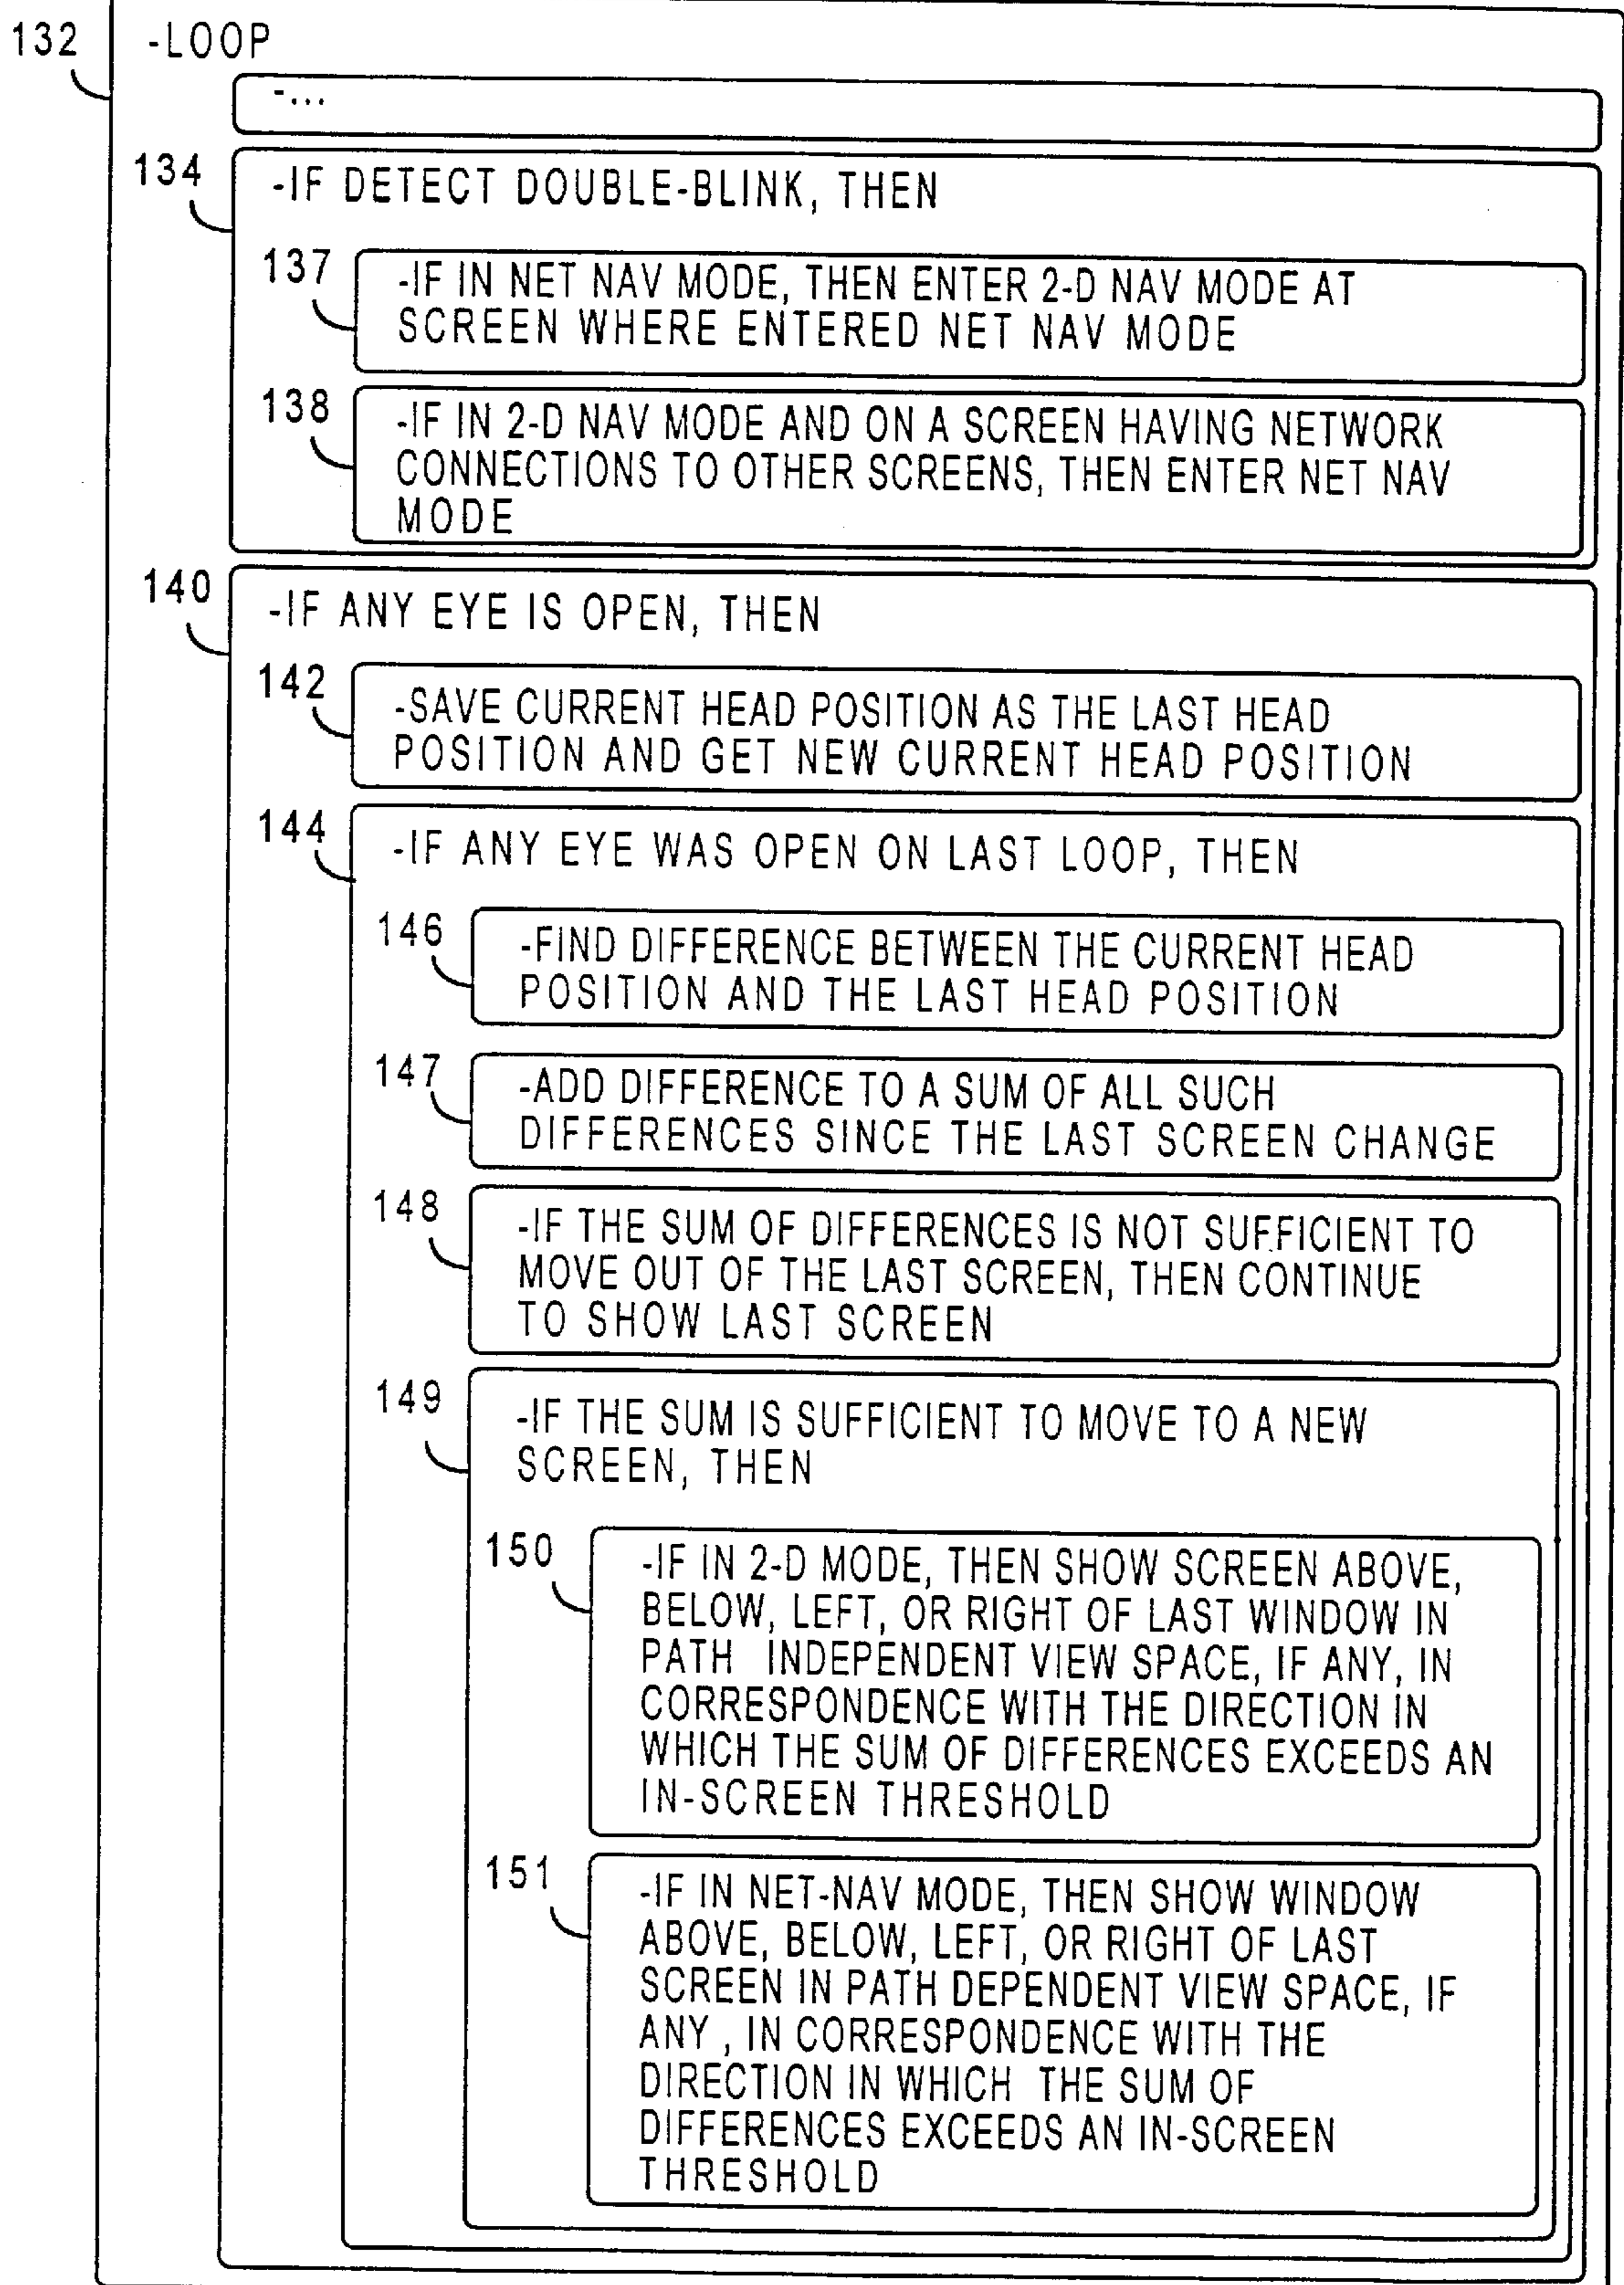 132 -LOOP
-...
134 -IF DETECT DOUBLE-BLINK, THEN
137 -IF IN NET NAV MODE, THEN ENTER 2-D NAV MODE AT
SCREEN WHERE ENTERED NET NAV MODE
138 -IF IN 2-D NAV MODE AND ON A SCREEN HAVING NETWORK
CONNECTIONS TO OTHER SCREENS, THEN ENTER NET NAV
MODE
140 -IF ANY EYE IS OPEN, THEN
142 -SAVE CURRENT HEAD POSITION AS THE LAST HEAD
POSITION AND GET NEW CURRENT HEAD POSITION
144 -IF ANY EYE WAS OPEN ON LAST LOOP, THEN
146 -FIND DIFFERENCE BETWEEN THE CURRENT HEAD
POSITION AND THE LAST HEAD POSITION
147 -ADD DIFFERENCE TO A SUM OF ALL SUCH
DIFFERENCES SINCE THE LAST SCREEN CHANGE
148 -IF THE SUM OF DIFFERENCES IS NOT SUFFICIENT TO
MOVE OUT OF THE LAST SCREEN, THEN CONTINUE
TO SHOW LAST SCREEN
149 -IF THE SUM IS SUFFICIENT TO MOVE TO A NEW
SCREEN, THEN
150 -IF IN 2-D MODE, THEN SHOW SCREEN ABOVE,
BELOW, LEFT, OR RIGHT OF LAST WINDOW IN
PATH INDEPENDENT VIEW SPACE, IF ANY, IN
CORRESPONDENCE WITH THE DIRECTION IN
WHICH THE SUM OF DIFFERENCES EXCEEDS AN
IN-SCREEN THRESHOLD
151 -IF IN NET-NAV MODE, THEN SHOW WINDOW
ABOVE, BELOW, LEFT, OR RIGHT OF LAST
SCREEN IN PATH DEPENDENT VIEW SPACE, IF
ANY , IN CORRESPONDENCE WITH THE
DIRECTION IN WHICH THE SUM OF
DIFFERENCES EXCEEDS AN IN-SCREEN
THRESHOLD